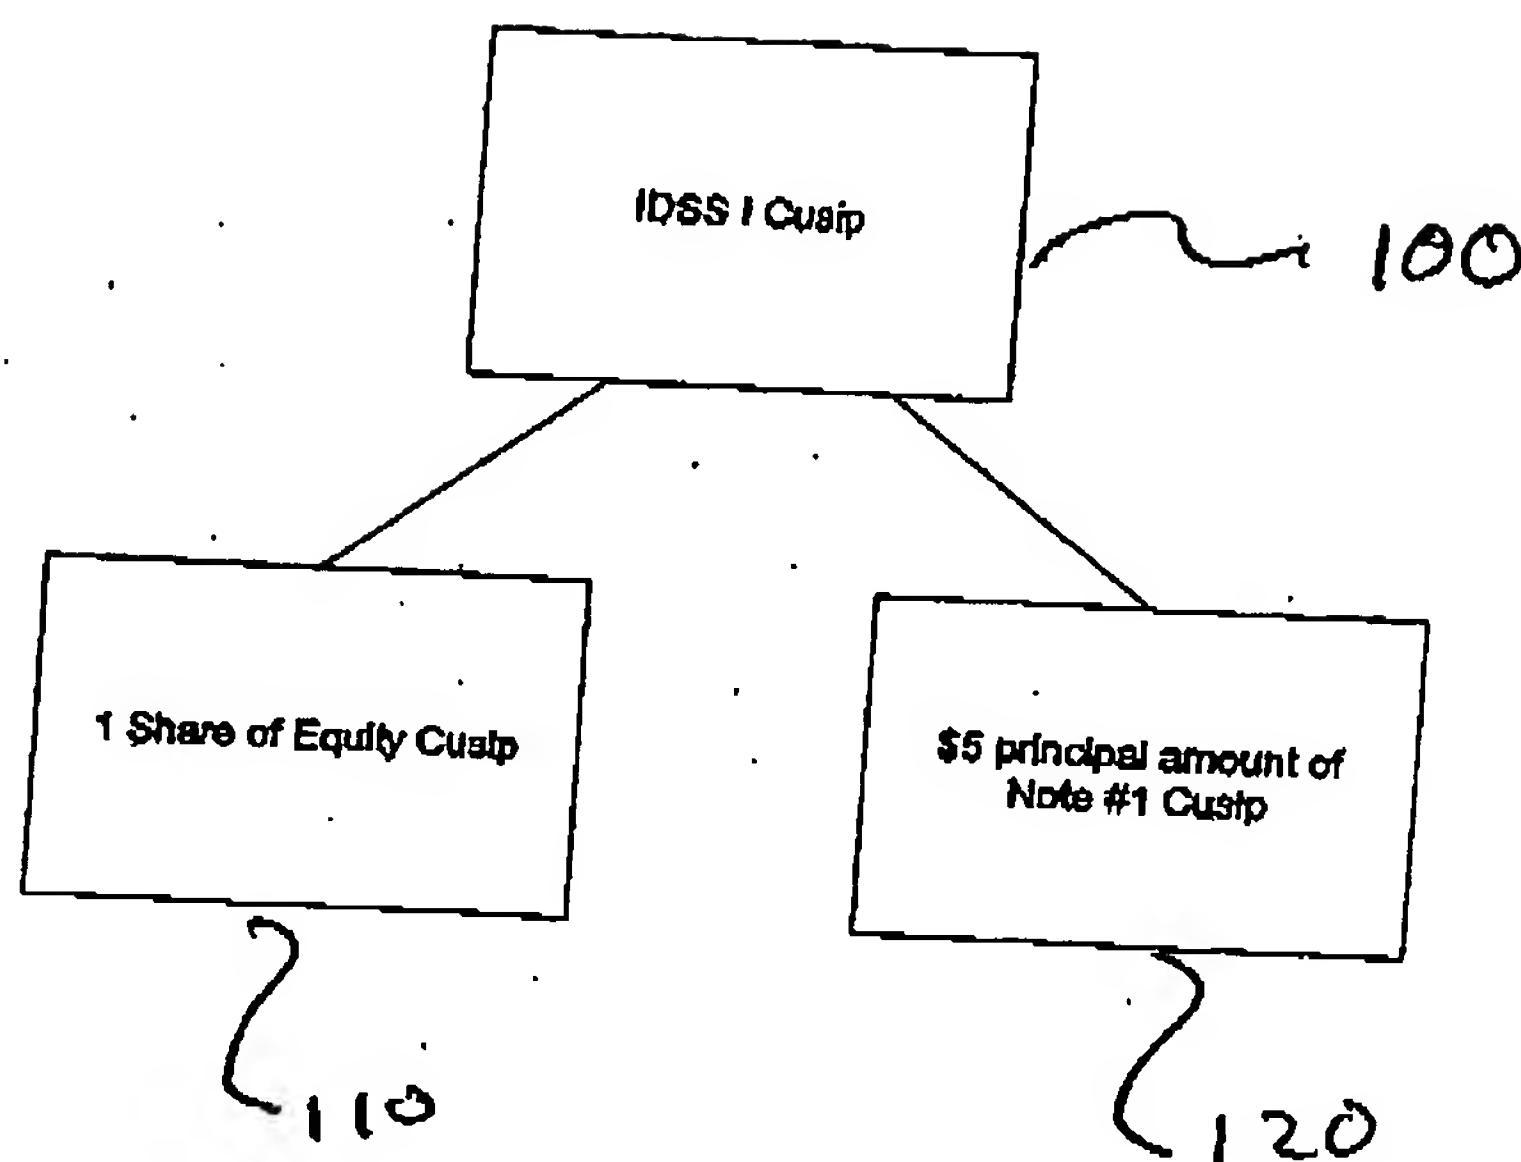 IDSS I Cusip
100
1 Share of Equity Cusip
$5 principal amount of
Note #1 Cusip
110
120